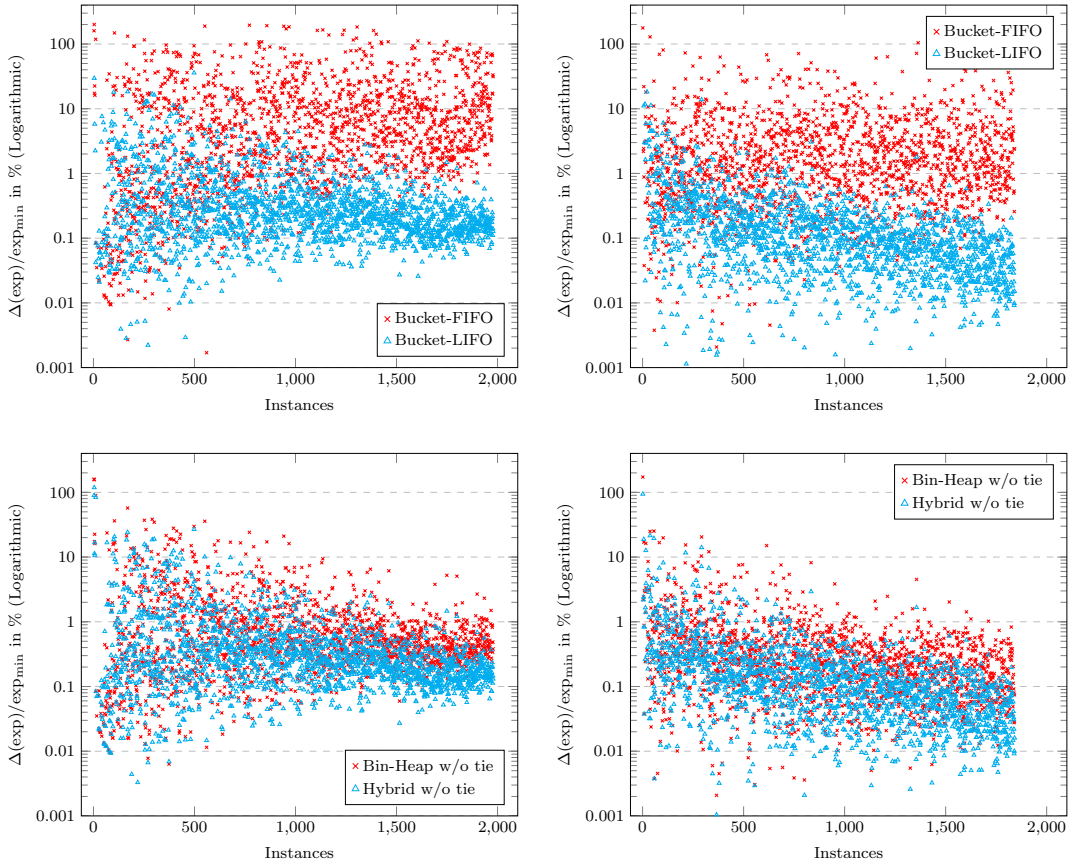 100
10
1
0.1
0.01
0.001
0
500
1,000
1,500
2,000
Δ(exp)/exp_min in % (Logarithmic)
Instances
Bucket-FIFO
Bucket-LIFO
100
10
1
0.1
0.01
0.001
0
500
1,000
1,500
2,000
Δ(exp)/exp_min in % (Logarithmic)
Instances
Bucket-FIFO
Bucket-LIFO
100
10
1
0.1
0.01
0.001
0
500
1,000
1,500
2,000
Δ(exp)/exp_min in % (Logarithmic)
Instances
Bin-Heap w/o tie
Hybrid w/o tie
100
10
1
0.1
0.01
0.001
0
500
1,000
1,500
2,000
Δ(exp)/exp_min in % (Logarithmic)
Instances
Bin-Heap w/o tie
Hybrid w/o tie